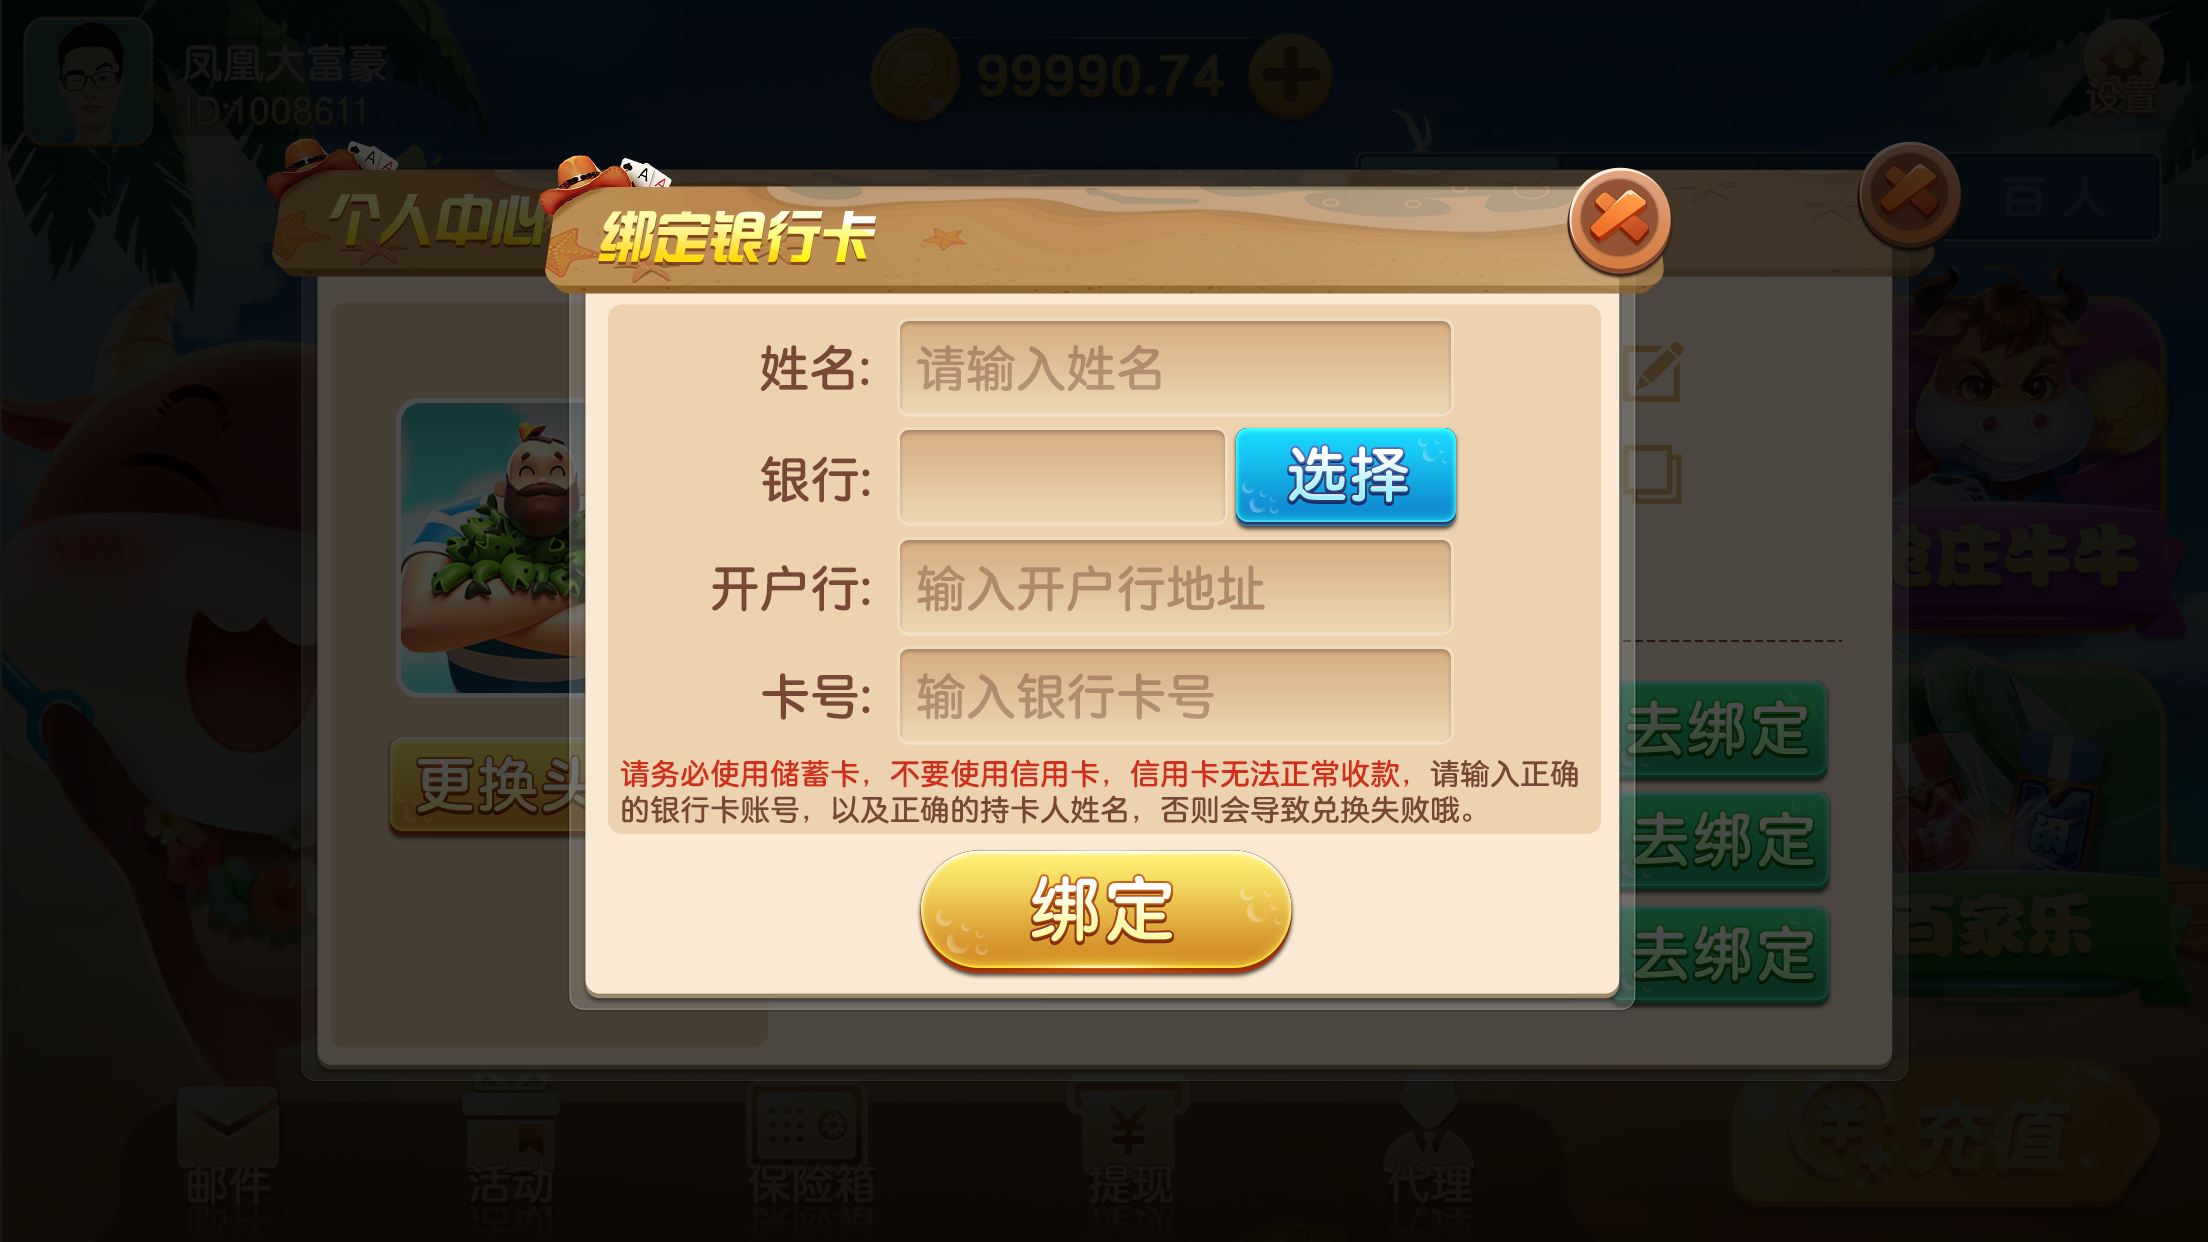 凤凰大富豪
ID:1008611
99990.74
设置
个人中心
绑定银行卡
百人
姓名:
请输入姓名
银行:
选择
开户行:
输入开户行地址
卡号:
输入银行卡号
请务必使用储蓄卡，不要使用信用卡，信用卡无法正常收款，请输入正确
的银行卡账号，以及正确的持卡人姓名，否则会导致兑换失败哦。
绑定
更换头
去绑定
去绑定
去绑定
抢庄牛牛
百家乐
邮件
活动
保险箱
提现
代理
充值